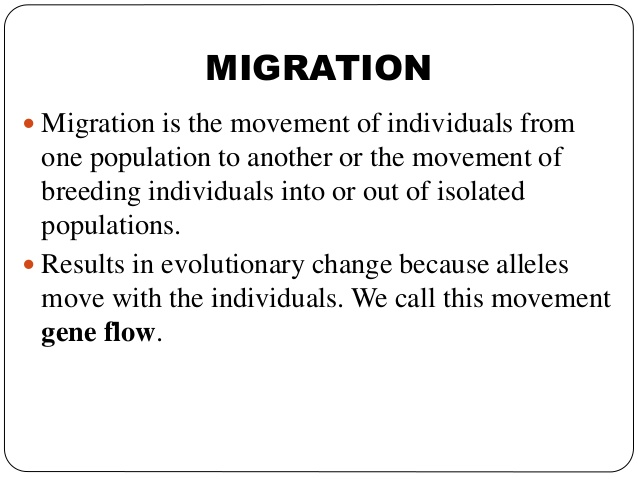 MIGRATION
• Migration is the movement of individuals from
one population to another or the movement of
breeding individuals into or out of isolated
populations.
• Results in evolutionary change because alleles
move with the individuals. We call this movement
gene flow.